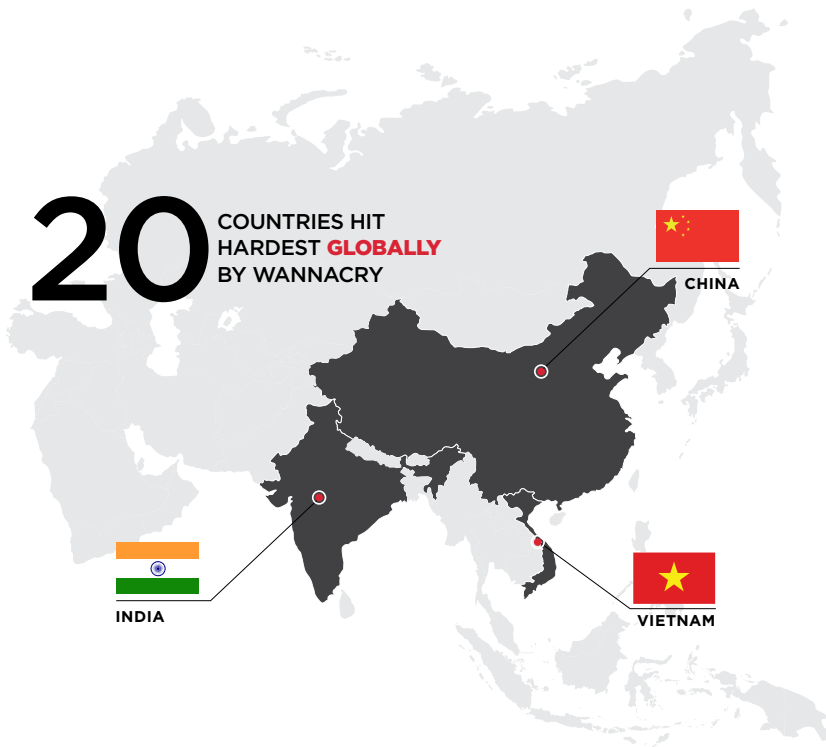 20
COUNTRIES HIT
HARDEST GLOBALLY
BY WANNACRY
CHINA
INDIA
VIETNAM